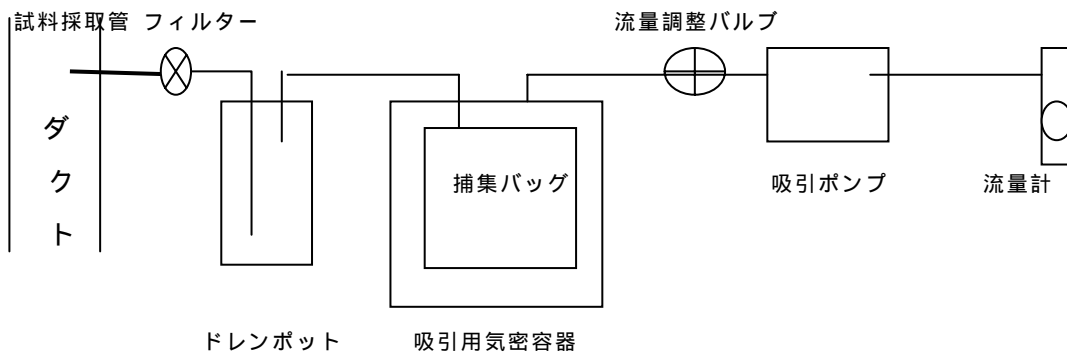 試料採取管 フィルター
流量調整バルブ
ダクト
捕集バッグ
吸引ポンプ
流量計
ドレンポット
吸引用気密容器